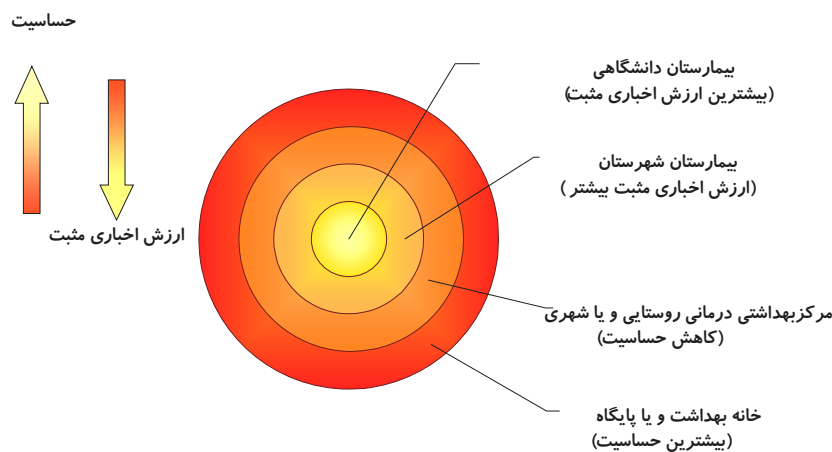 حساسیت
بیمارستان دانشگاهی
(بیشترین ارزش اخباری مثبت)
بیمارستان شهرستان
(ارزش اخباری مثبت بیشتر )
ارزش اخباری مثبت
مرکزبهداشتی درمانی روستایی و یا شهری
(کاهش حساسیت)
خانه بهداشت و یا پایگاه
(بیشترین حساسیت)